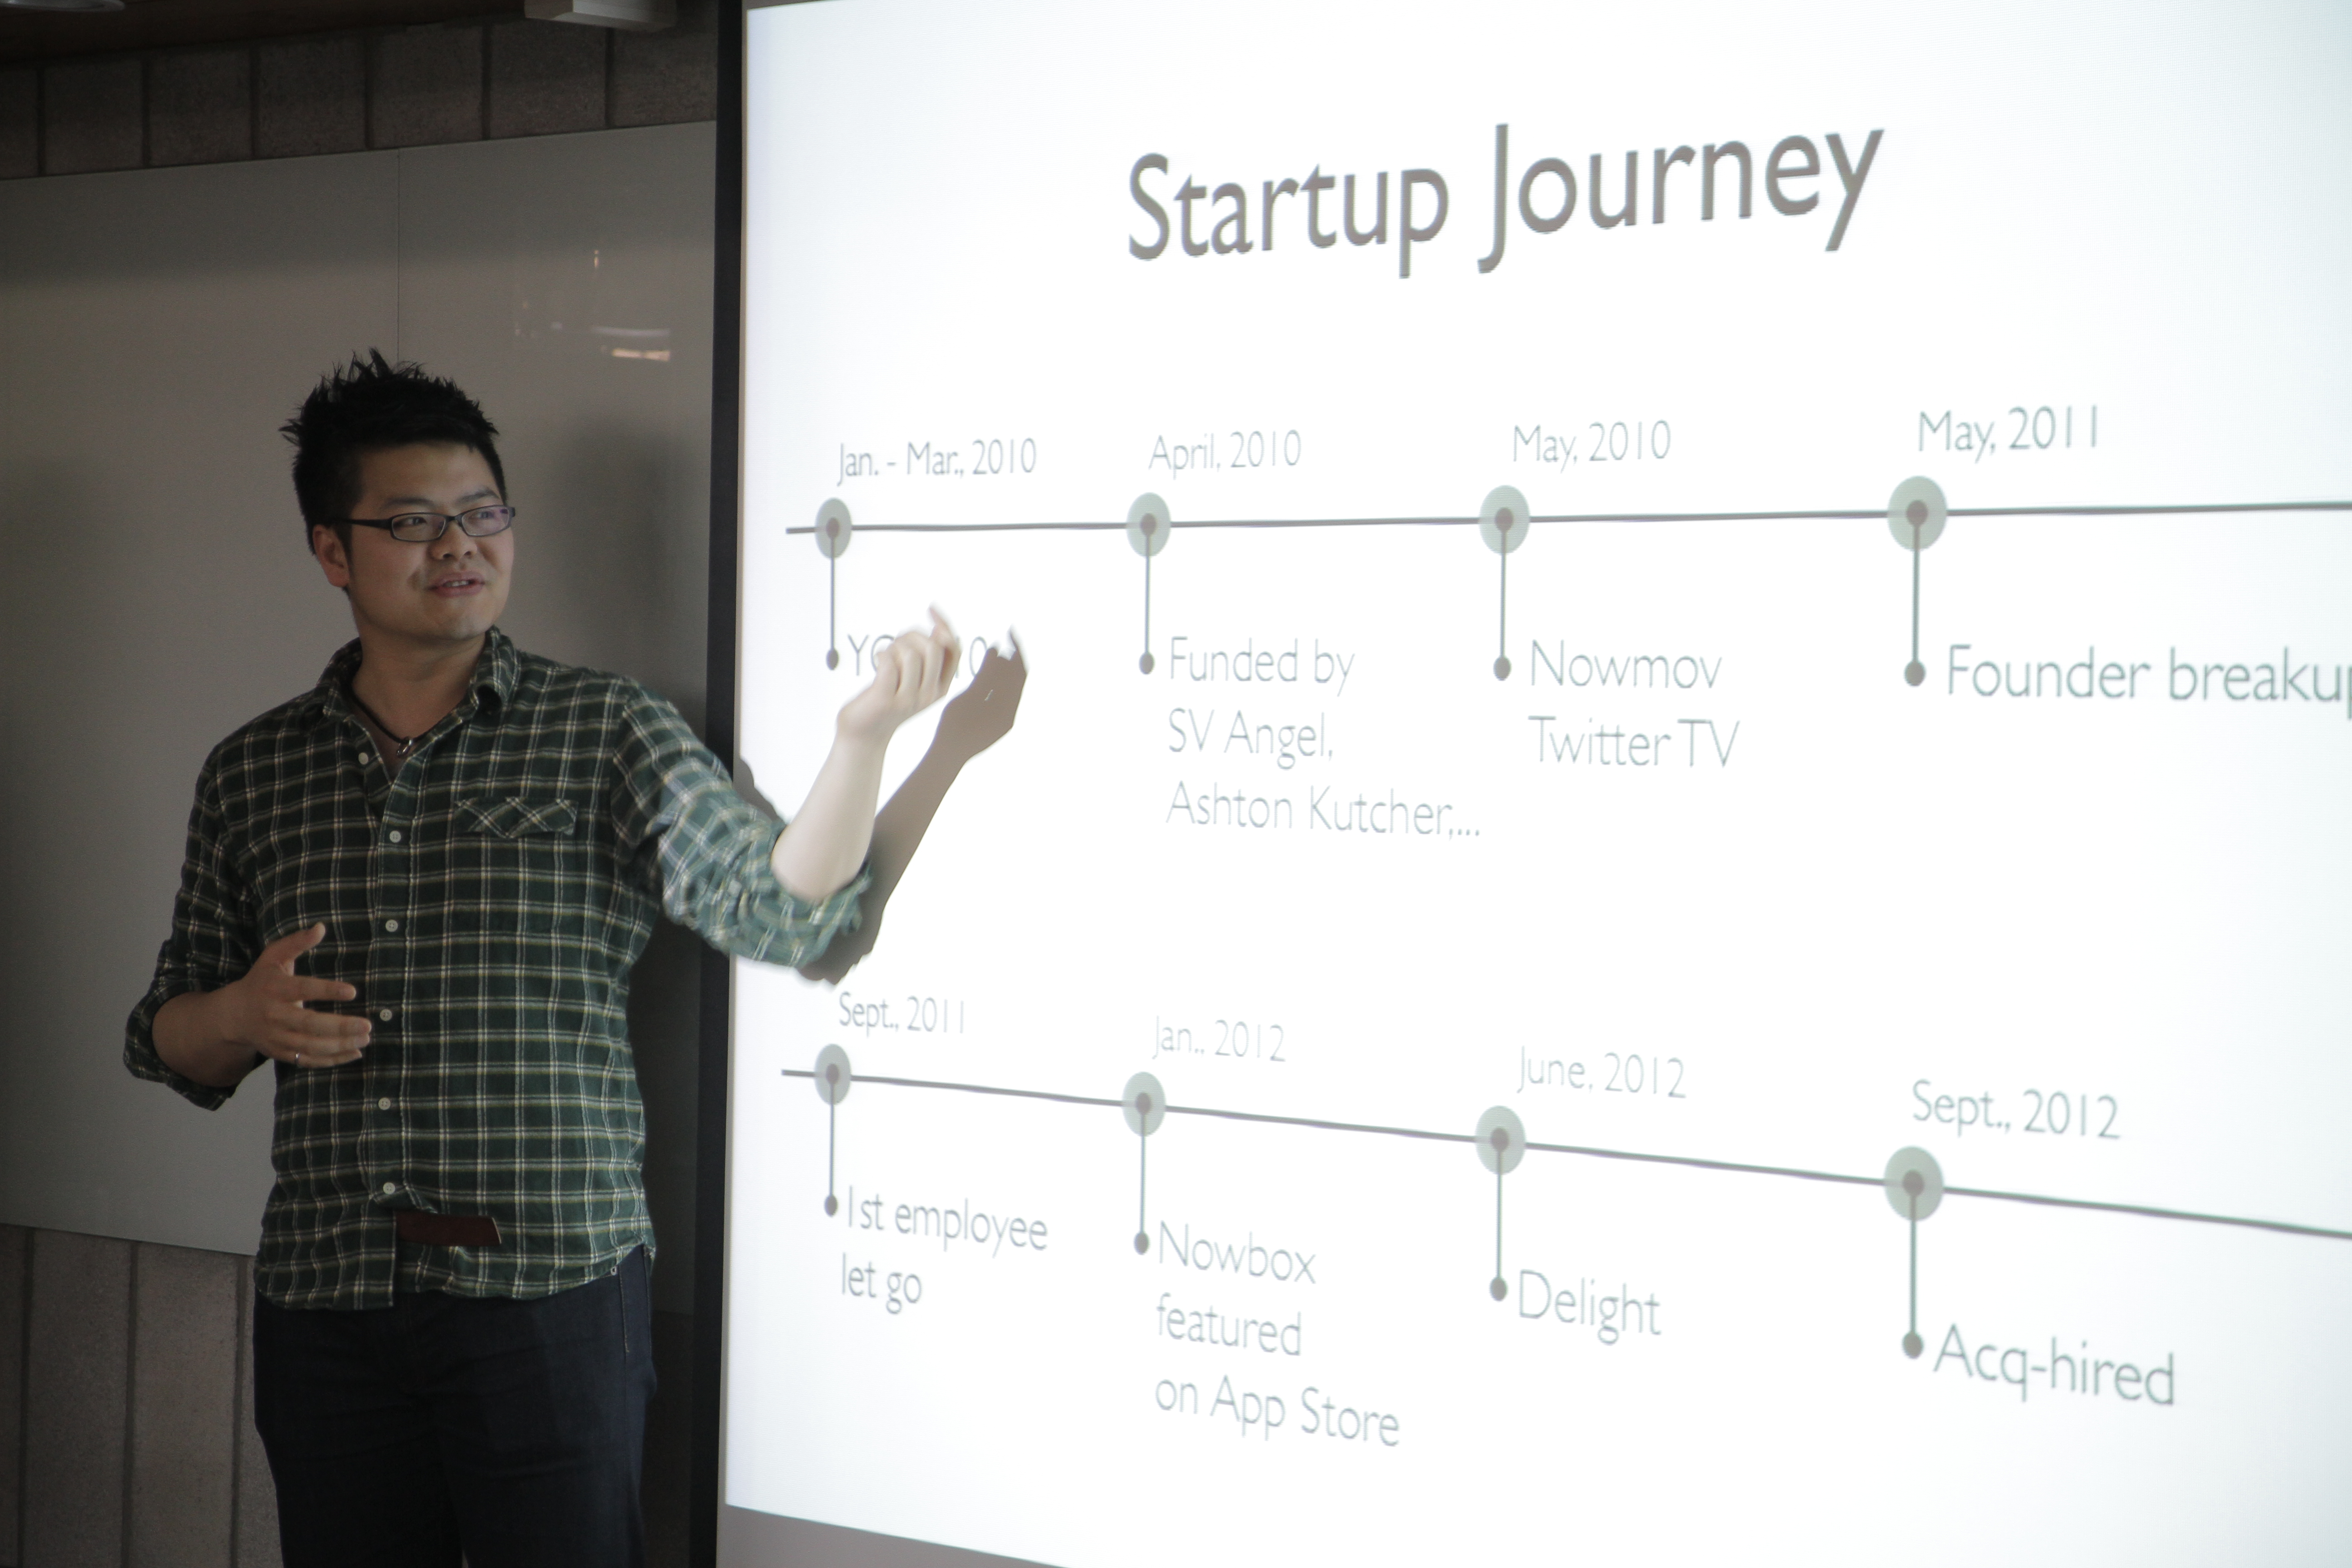 Startup Journey
Jan. - Mar., 2010
April, 2010
May, 2010
May, 2011
Funded by
SV Angel,
Ashton Kutcher,...
Nowmov
Twitter TV
Founder breakup
Sept., 2011
Jan., 2012
June, 2012
Sept., 2012
1st employee
let go
Nowbox
featured
on App Store
Delight
Acq-hired